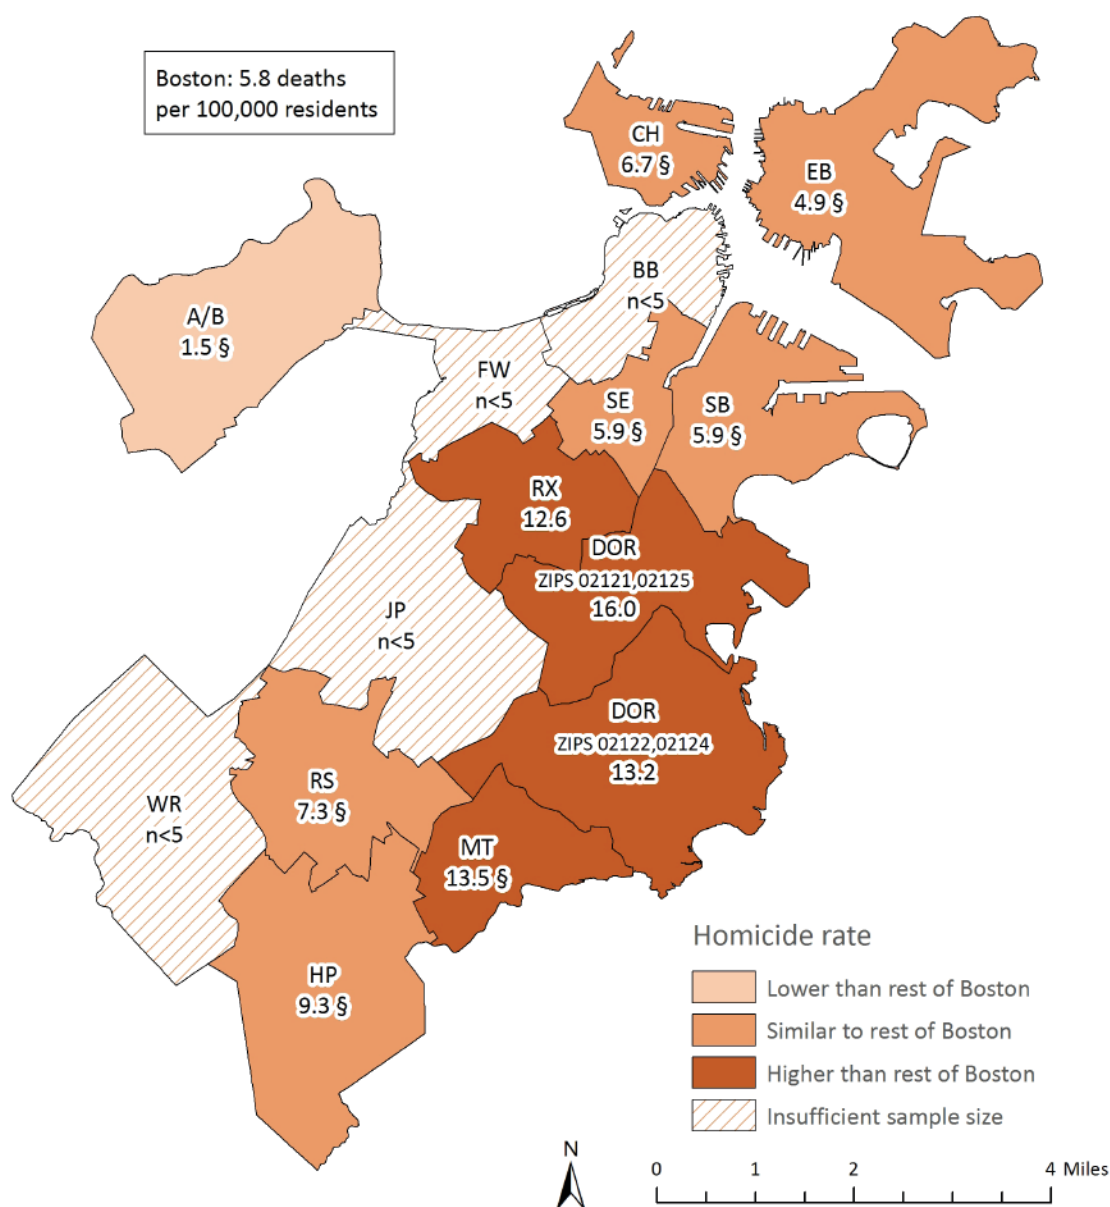 Boston: 5.8 deaths
per 100,000 residents
CH
6.7 §
EB
4.9 §
BB
n<5
A/B
1.5 §
FW
n<5
SE
5.9 §
SB
5.9 §
RX
12.6
DOR
ZIPS 02121,02125
16.0
JP
n<5
DOR
ZIPS 02122,02124
13.2
RS
7.3 §
WR
n<5
MT
13.5 §
HP
9.3 §
Homicide rate
Lower than rest of Boston
Similar to rest of Boston
Higher than rest of Boston
Insufficient sample size
N
0 1 2 4 Miles